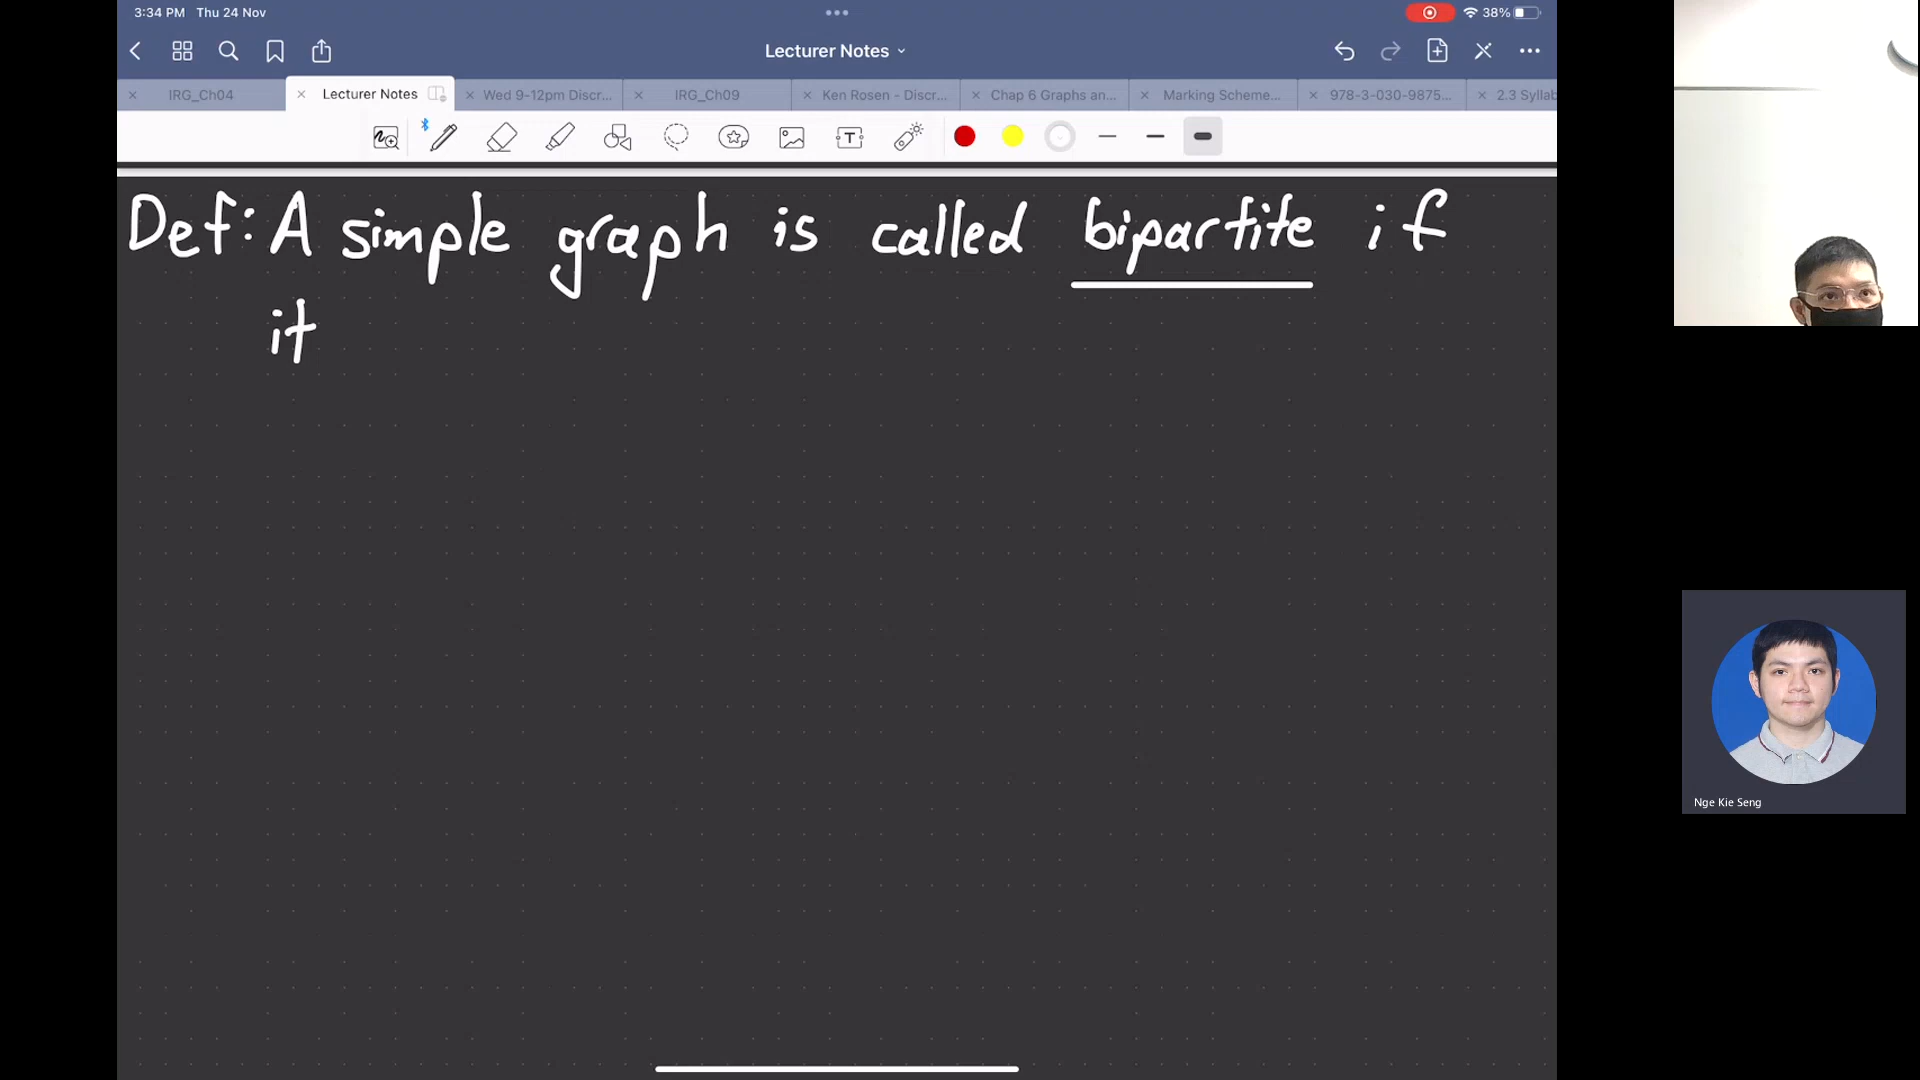 3:34 PM Thu 24 Nov
38%
Lecturer Notes
IRG_Ch04
Lecturer Notes
Wed 9-12pm Discr...
IRG_Ch09
Ken Rosen - Discr...
Chap 6 Graphs an...
Marking Scheme...
978-3-030-9875...
2.3 Syllab
T
Def: A simple graph is called bipartite if
it
Nge Kie Seng